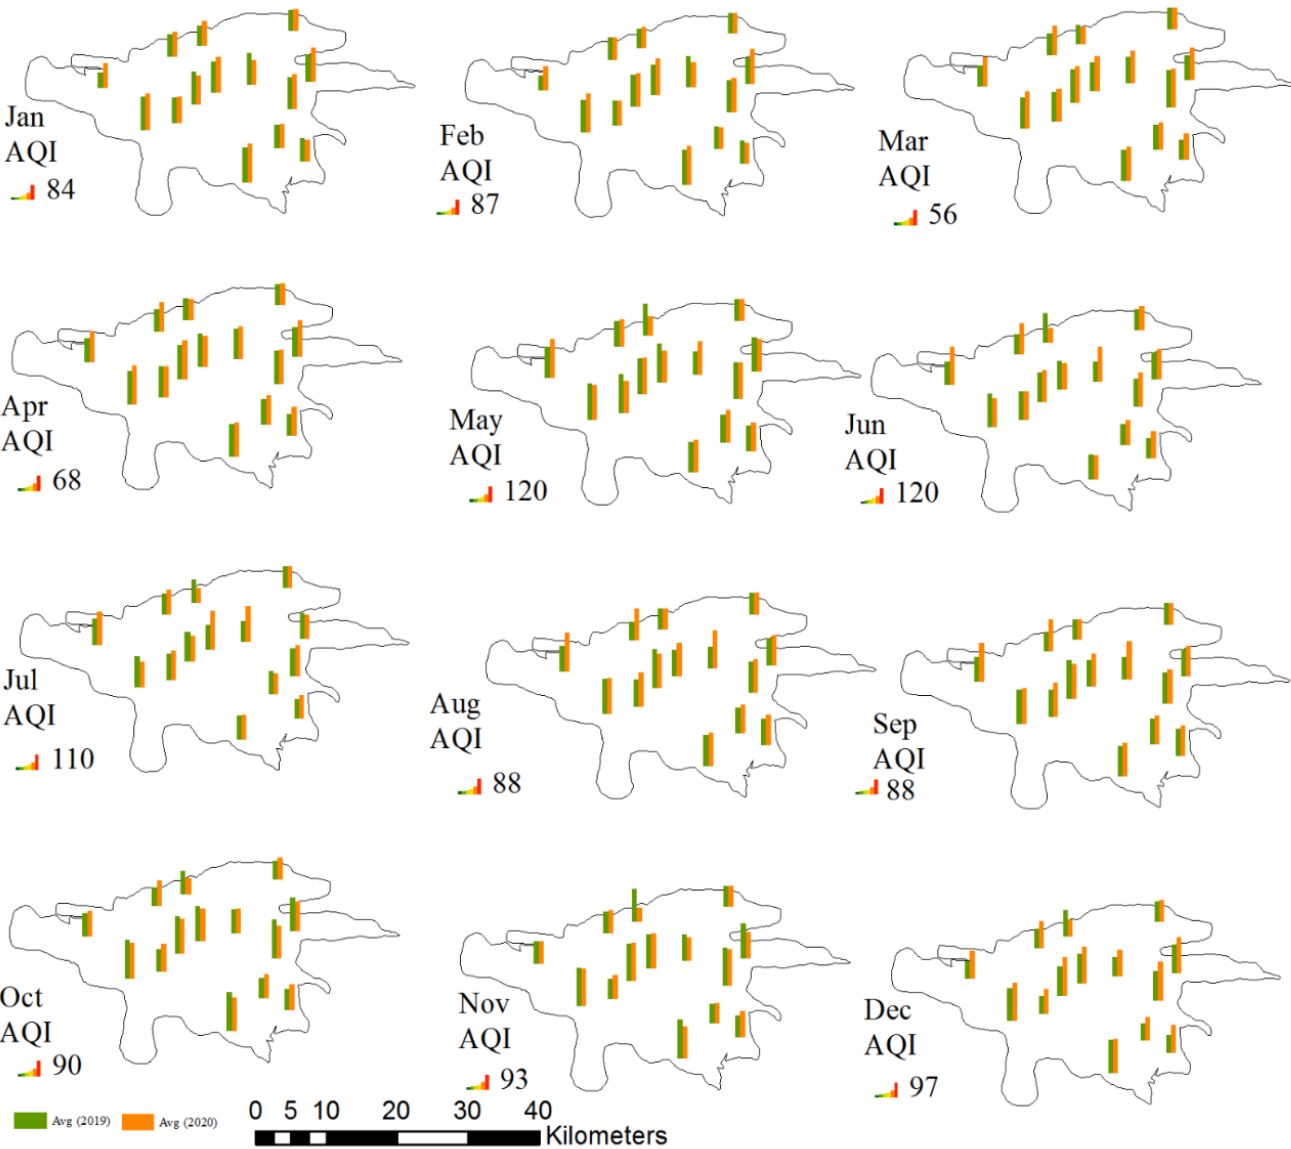 Jan
AQI
84
Feb
AQI
87
Mar
AQI
56
Apr
AQI
68
May
AQI
120
Jun
AQI
120
Jul
AQI
110
Aug
AQI
88
Sep
AQI
88
Oct
AQI
90
Nov
AQI
93
Dec
AQI
97
Avg (2019) Avg (2020)
0 5 10 20 30 40
Kilometers